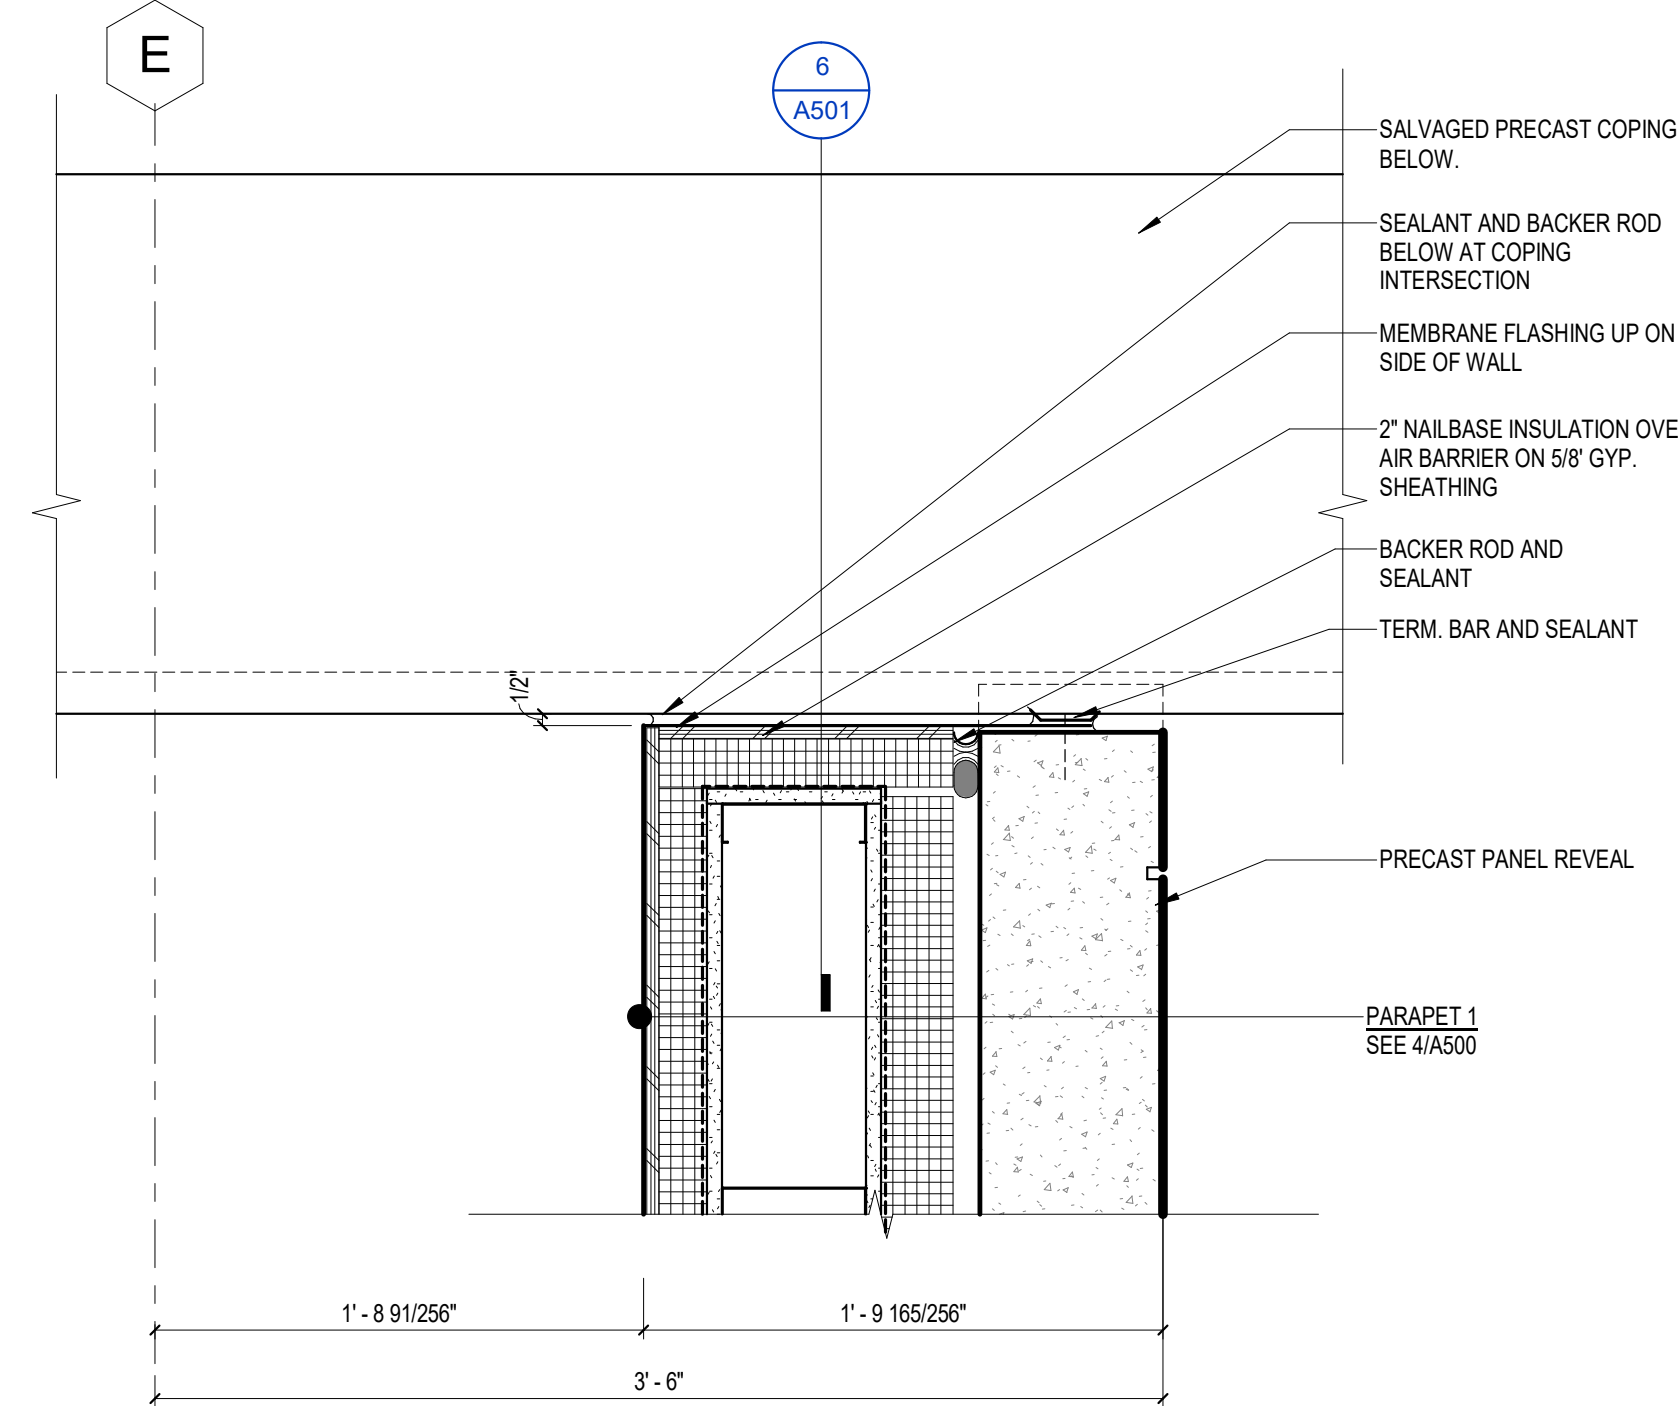 E
6
A501
SALVAGED PRECAST COPING
BELOW.
SEALANT AND BACKER ROD
BELOW AT COPING
INTERSECTION
MEMBRANE FLASHING UP ON
SIDE OF WALL
2" NAILBASE INSULATION OVE
AIR BARRIER ON 5/8' GYP.
SHEATHING
BACKER ROD AND
SEALANT
TERM. BAR AND SEALANT
1/2"
PRECAST PANEL REVEAL
PARAPET 1
SEE 4/A500
1' - 8 91/256"
1' - 9 165/256"
3' - 6"